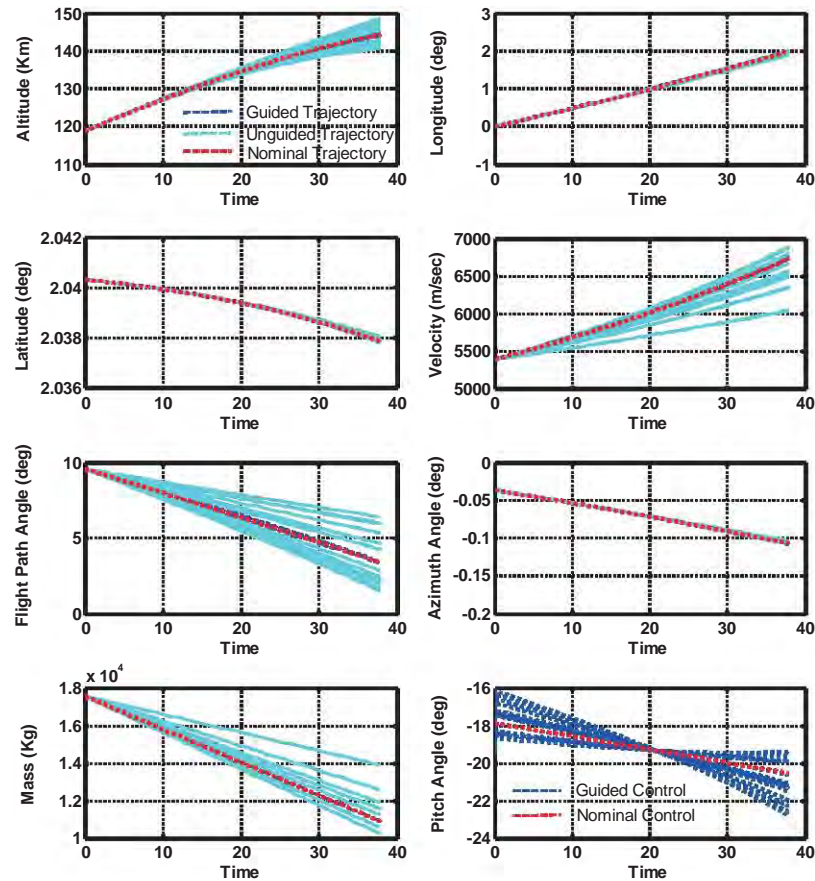 150
140
130
120
110
Altitude (Km)
Guided Trajectory
Unguided Trajectory
Nominal Trajectory
0 10 20 30 40
Time
3
2
1
0
-1
Longitude (deg)
0 10 20 30 40
Time
2.042
2.04
2.038
2.036
Latitude (deg)
0 10 20 30 40
Time
7000
6500
6000
5500
5000
Velocity (m/sec)
0 10 20 30 40
Time
10
5
0
Flight Path Angle (deg)
0 10 20 30 40
Time
0
-0.05
-0.1
-0.15
-0.2
Azimuth Angle (deg)
0 10 20 30 40
Time
x 10^4
1.8
1.6
1.4
1.2
1
Mass (Kg)
0 10 20 30 40
Time
-16
-18
-20
-22
-24
Pitch Angle (deg)
Guided Control
Nominal Control
0 10 20 30 40
Time